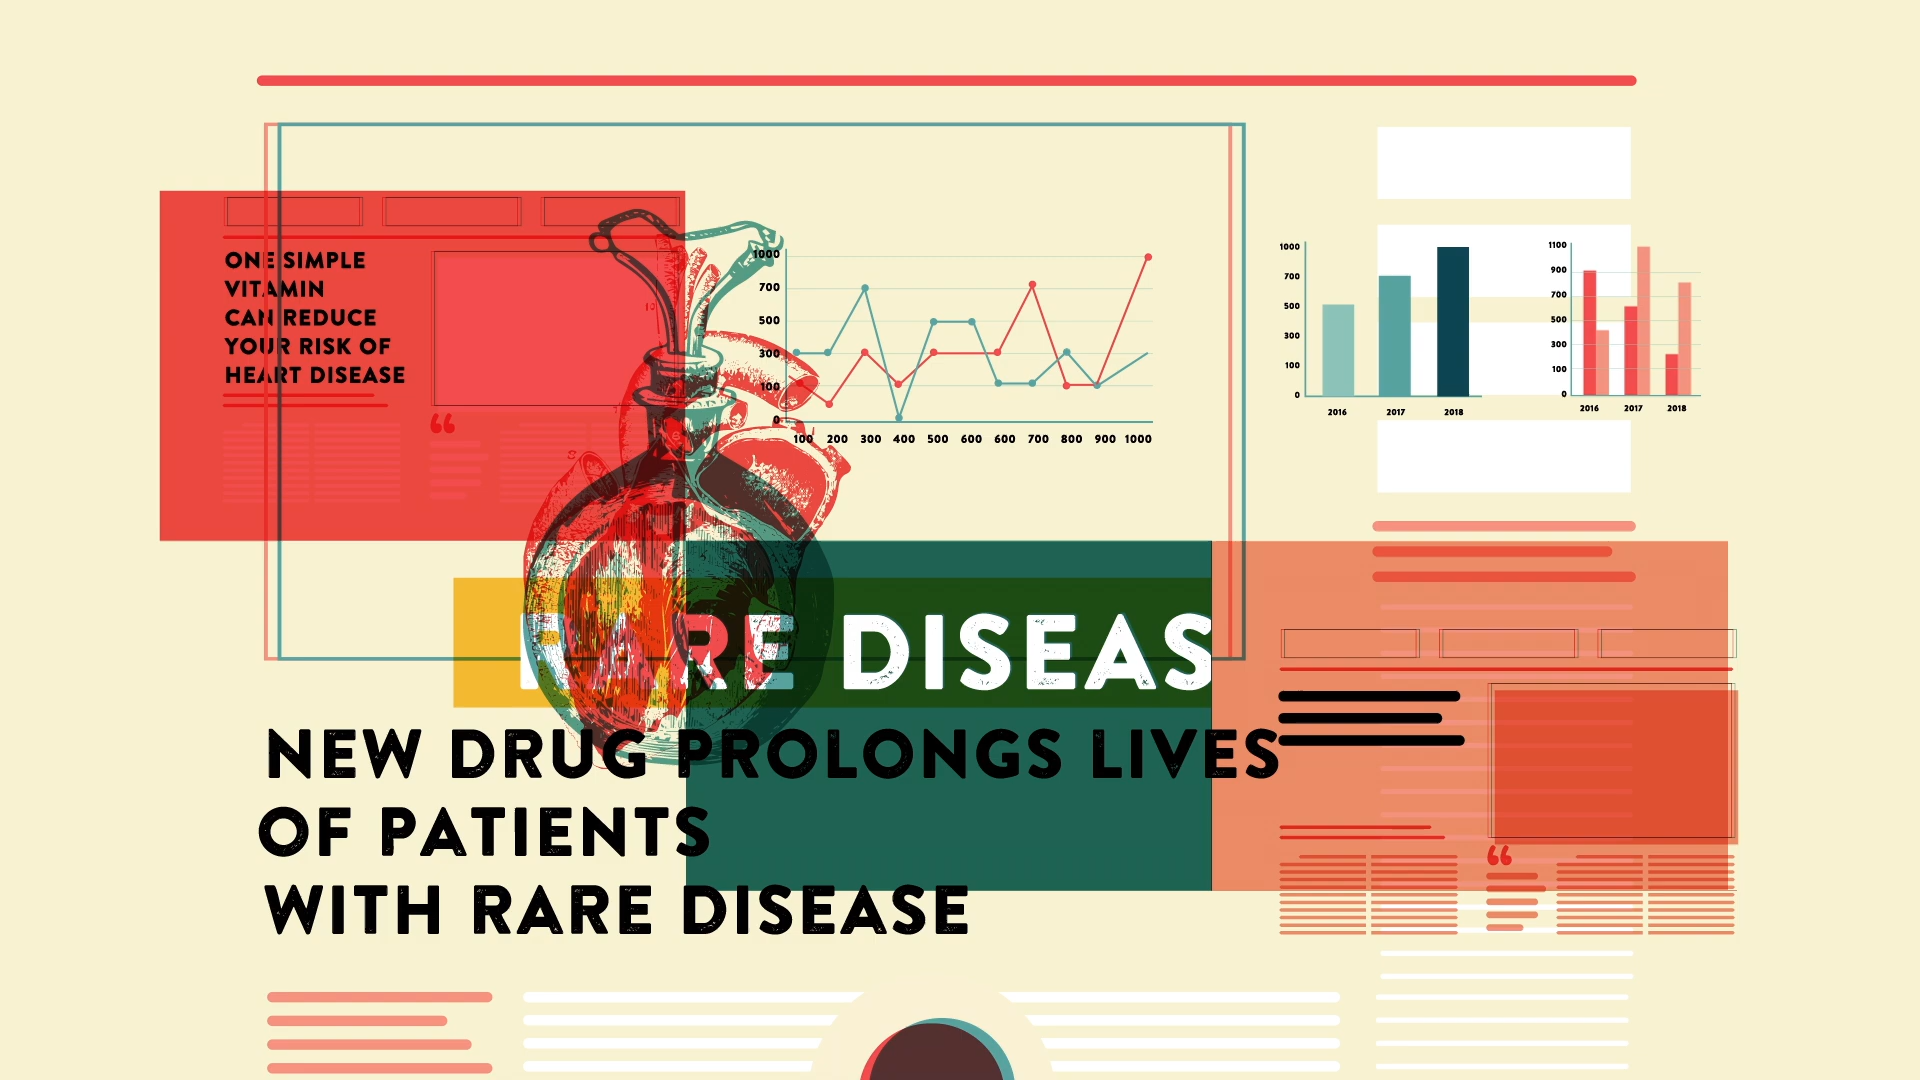 ONE SIMPLE
VITAMIN
CAN REDUCE
YOUR RISK OF
HEART DISEASE
“
1000
700
500
300
100
0
100 200 300 400 500 600 600 700 800 900 1000
1000
700
500
300
100
0
2016 2017 2018
1100
900
700
500
300
100
0
2016 2017 2018
RARE DISEAS
NEW DRUG PROLONGS LIVES
OF PATIENTS
WITH RARE DISEASE
“